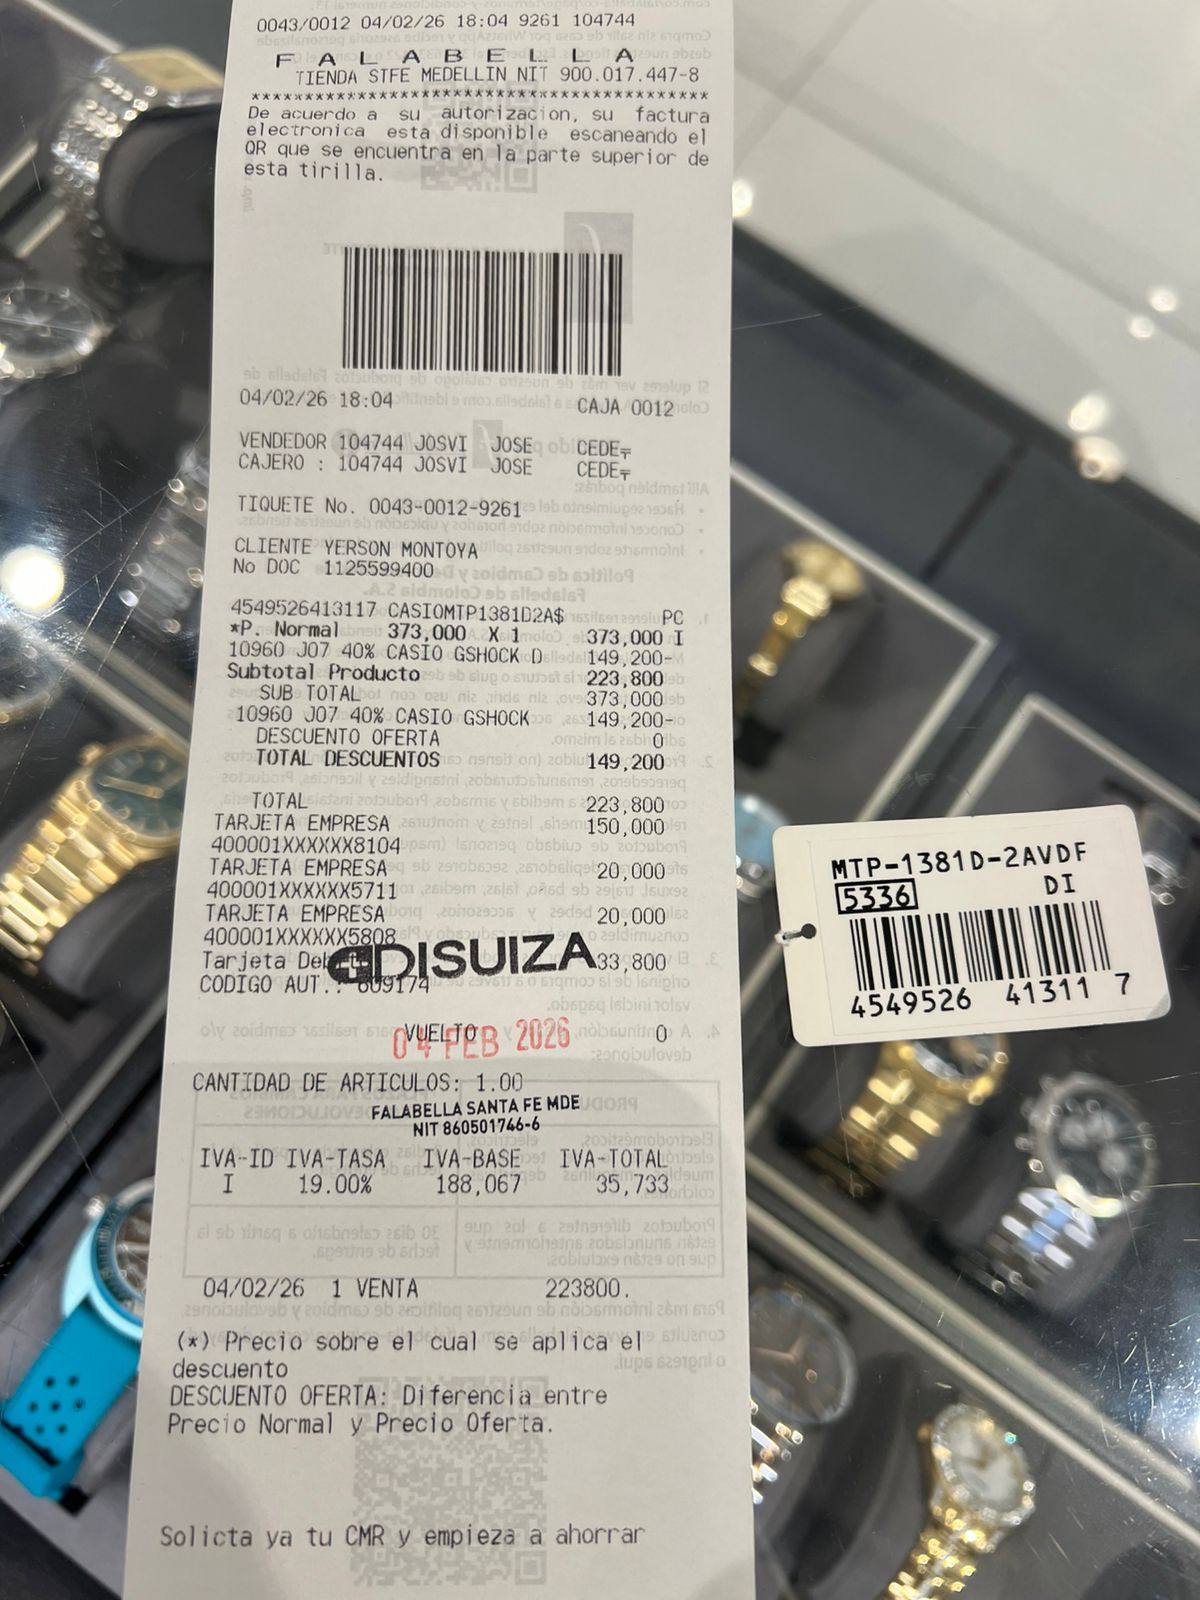 0043/0012 04/02/26 18:04 9261 104744
F A L A B E L L A
TIENDA STFE MEDELLIN NIT 900.017.447-8
******************************************
De acuerdo a su autorizacion, su factura
electronica esta disponible escaneando el
QR que se encuentra en la parte superior de
esta tirilla.
04/02/26 18:04 CAJA 0012
VENDEDOR 104744 JOSVI JOSE CEDE
CAJERO : 104744 JOSVI JOSE CEDE
TIQUETE No. 0043-0012-9261
CLIENTE YERSON MONTOYA
No DOC 1125599400
4549526413117 CASIOMTP1381D2A$ PC
*P. Normal 373,000 X 1 373,000 I
10960 J07 40% CASIO GSHOCK D 149,200-
Subtotal Producto 223,800
SUB TOTAL 373,000
10960 J07 40% CASIO GSHOCK 149,200-
DESCUENTO OFERTA 0
TOTAL DESCUENTOS 149,200
TOTAL 223,800
TARJETA EMPRESA 150,000
400001XXXXXX8104
TARJETA EMPRESA 20,000
400001XXXXXX5711
TARJETA EMPRESA 20,000
400001XXXXXX5808
Tarjeta 33,800
DISUIZA
CODIGO AUT.: 809174
VUELTO 0
04 FEB 2026
CANTIDAD DE ARTICULOS: 1.00
FALABELLA SANTA FE MDE
NIT 860501746-6
IVA-ID IVA-TASA IVA-BASE IVA-TOTAL
I 19.00% 188,067 35,733
04/02/26 1 VENTA 223800.
(*) Precio sobre el cual se aplica el
descuento
DESCUENTO OFERTA: Diferencia entre
Precio Normal y Precio Oferta.
Solicta ya tu CMR y empieza a ahorrar
MTP-1381D-2AVDF
5336 DI
4549526 41311 7